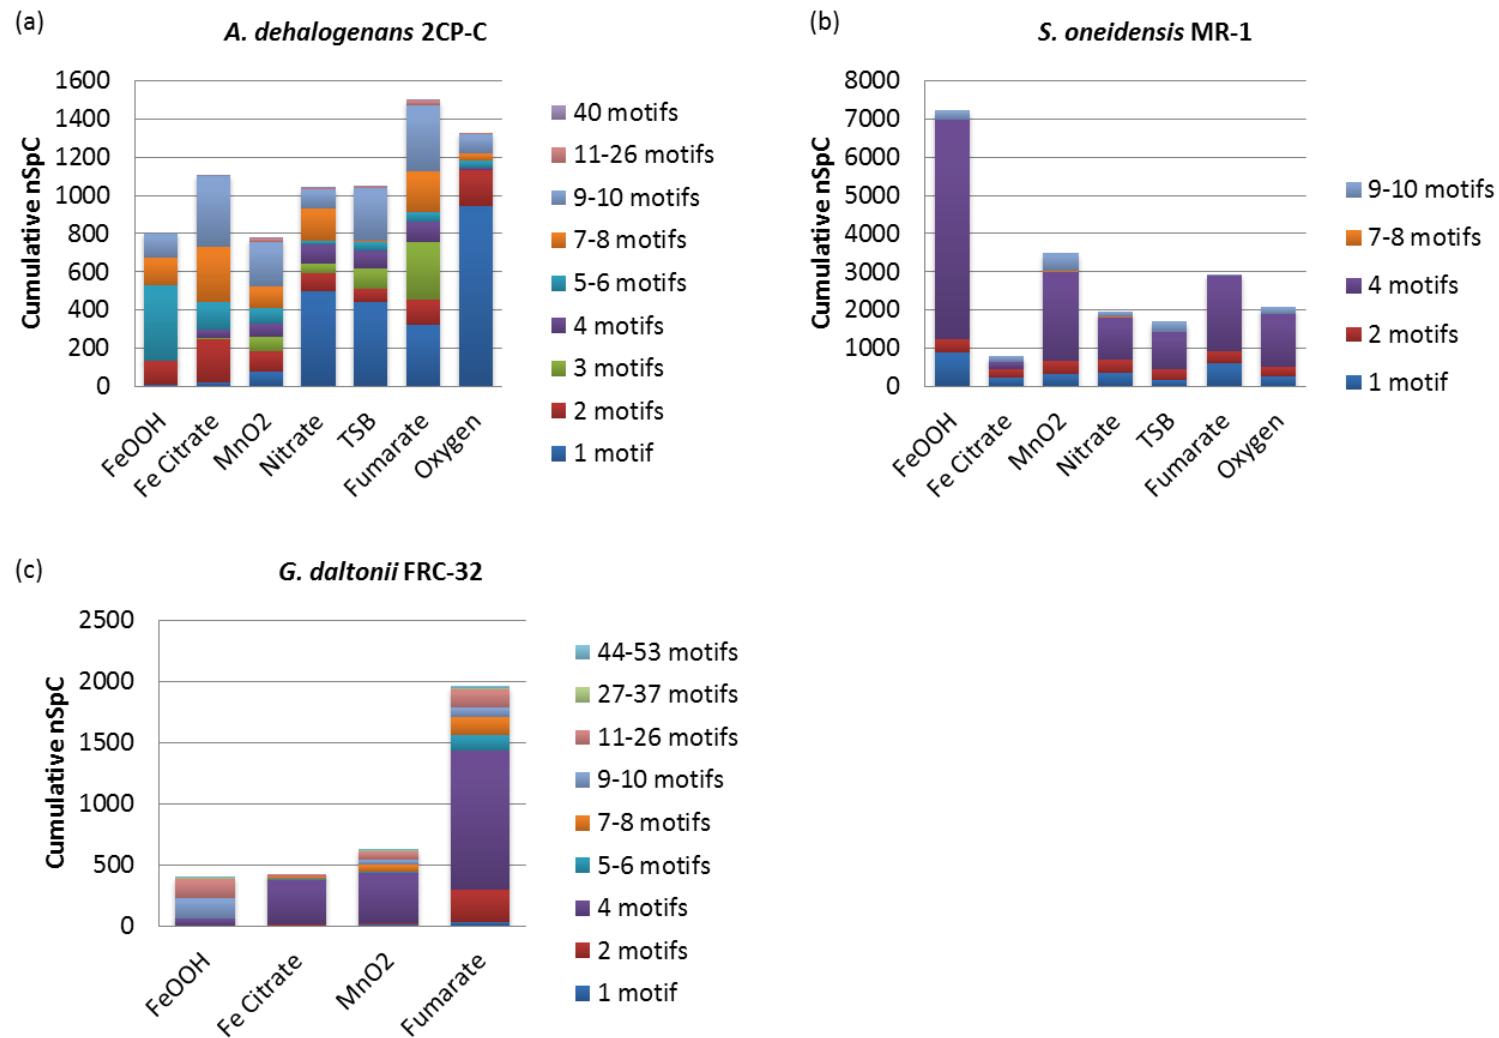 (a)
A. dehalogenans 2CP-C
Cumulative nSpC
1600
1400
1200
1000
800
600
400
200
0
FeOOH
Fe Citrate
MnO2
Nitrate
TSB
Fumarate
Oxygen
40 motifs
11-26 motifs
9-10 motifs
7-8 motifs
5-6 motifs
4 motifs
3 motifs
2 motifs
1 motif
(b)
S. oneidensis MR-1
Cumulative nSpC
8000
7000
6000
5000
4000
3000
2000
1000
0
FeOOH
Fe Citrate
MnO2
Nitrate
TSB
Fumarate
Oxygen
9-10 motifs
7-8 motifs
4 motifs
2 motifs
1 motif
(c)
G. daltonii FRC-32
Cumulative nSpC
2500
2000
1500
1000
500
0
FeOOH
Fe Citrate
MnO2
Fumarate
44-53 motifs
27-37 motifs
11-26 motifs
9-10 motifs
7-8 motifs
5-6 motifs
4 motifs
2 motifs
1 motif